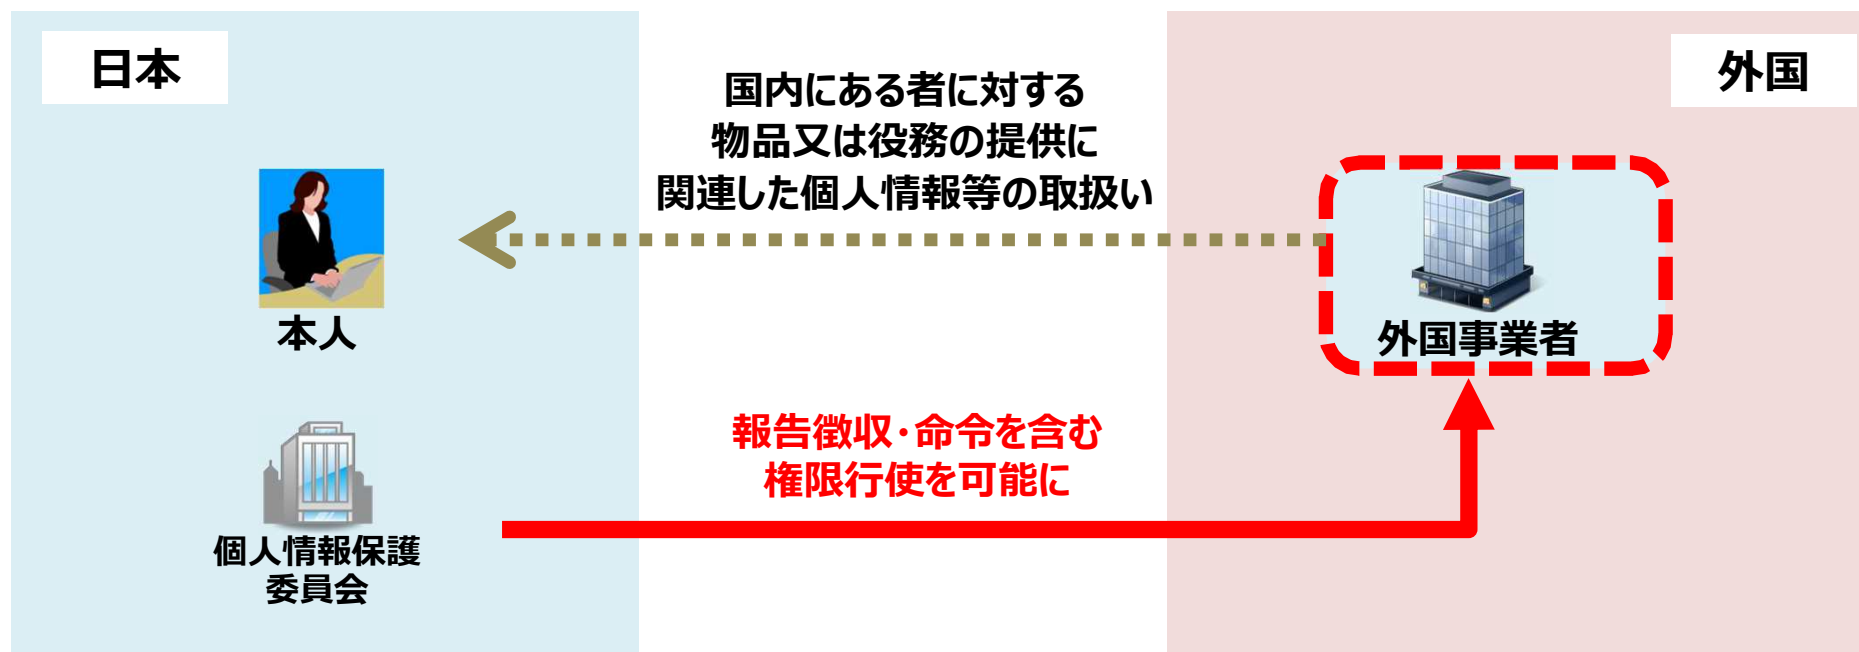 日本
外国
国内にある者に対する
物品又は役務の提供に
関連した個人情報等の取扱い
本人
外国事業者
報告徴収・命令を含む
権限行使を可能に
個人情報保護
委員会